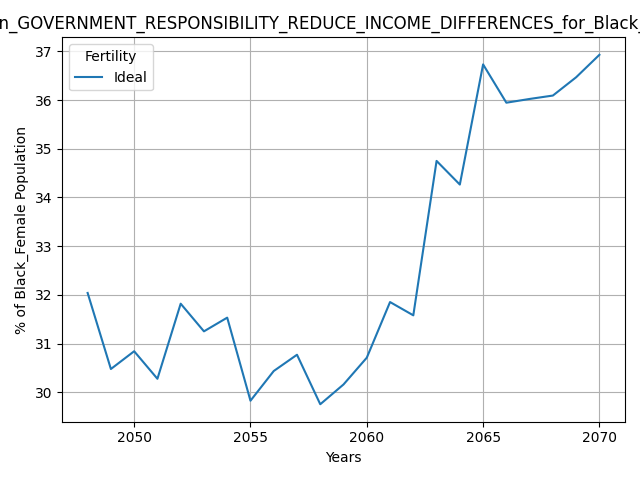 n_GOVERNMENT_RESPONSIBILITY_REDUCE_INCOME_DIFFERENCES_for_Black_
Fertility
Ideal
37
36
35
34
33
32
31
30
% of Black_Female Population
2050 2055 2060 2065 2070
Years